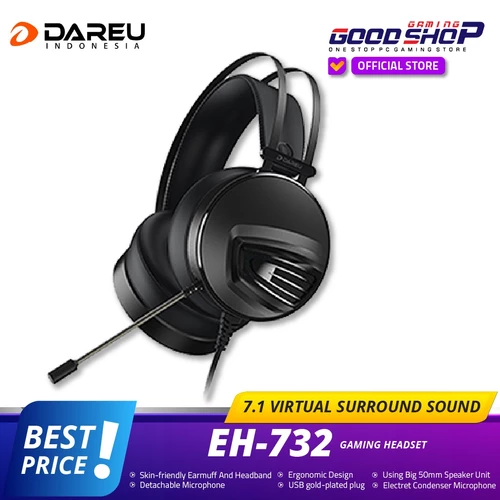 DAREU
INDONESIA
GAMING
GOODSHOP
ONE STOP PC GAMING STORE
OFFICIAL STORE
DAREU
7.1 VIRTUAL SURROUND SOUND
BEST
PRICE!
EH-732 GAMING HEADSET
• Skin-friendly Earmuff And Headband • Ergonomic Design • Using Big 50mm Speaker Unit
• Detachable Microphone • USB gold-plated plug • Electret Condenser Microphone